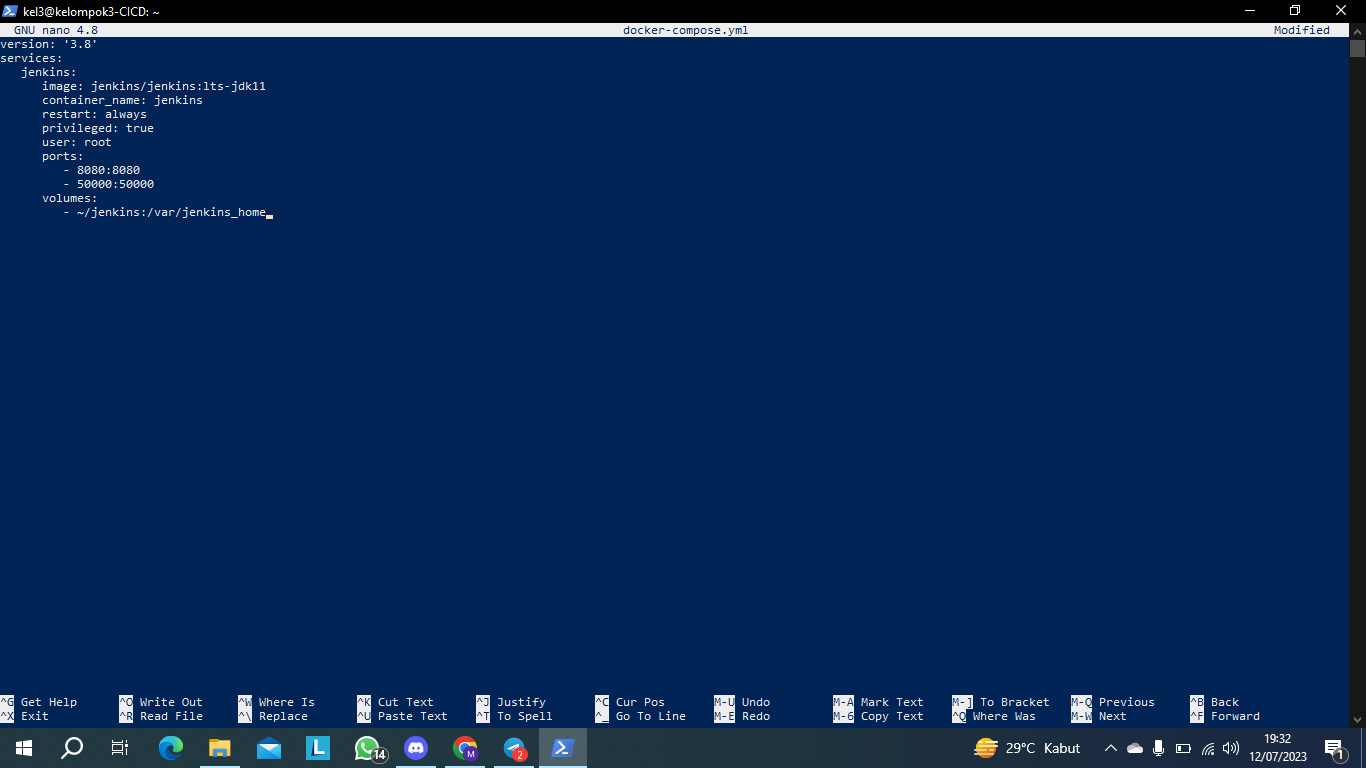 kel3@kelompok3-CICD: ~
GNU nano 4.8 docker-compose.yml Modified
version: '3.8'
services:
   jenkins:
      image: jenkins/jenkins:lts-jdk11
      container_name: jenkins
      restart: always
      privileged: true
      user: root
      ports:
         - 8080:8080
         - 50000:50000
      volumes:
         - ~/jenkins:/var/jenkins_home
^G Get Help ^O Write Out ^W Where Is ^K Cut Text ^J Justify ^C Cur Pos M-U Undo M-A Mark Text M-] To Bracket M-Q Previous ^B Back
^X Exit ^R Read File ^\ Replace ^U Paste Text ^T To Spell ^_ Go To Line M-E Redo M-6 Copy Text ^Q Where Was M-W Next ^F Forward
L 14 M 2 29°C Kabut 19:32
12/07/2023 1